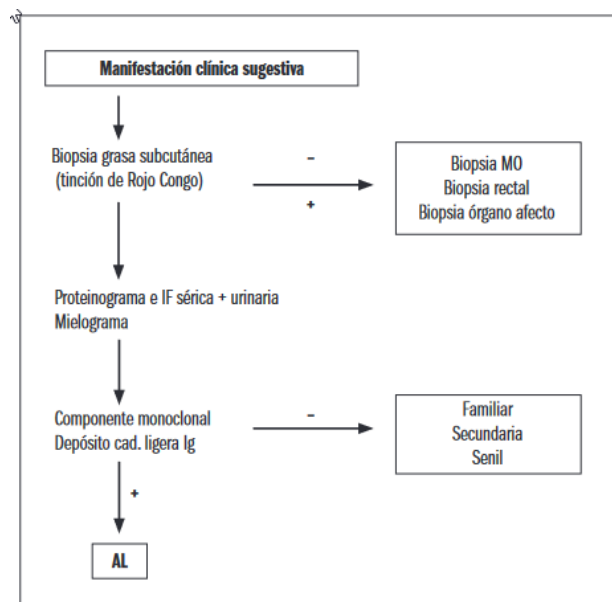 Manifestación clínica sugestiva
Biopsia grasa subcutánea
(tinción de Rojo Congo)
–
+
Biopsia MO
Biopsia rectal
Biopsia órgano afecto
Proteinograma e IF sérica + urinaria
Mielograma
Componente monoclonal
Depósito cad. ligera Ig
–
Familiar
Secundaria
Senil
+
AL